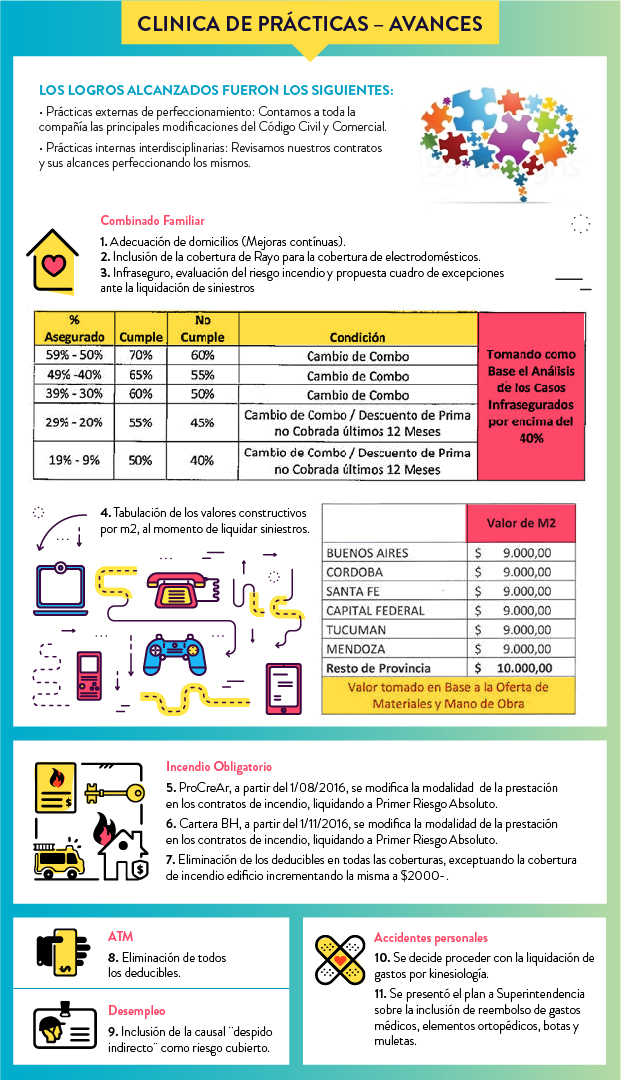 CLINICA DE PRÁCTICAS – AVANCES
LOS LOGROS ALCANZADOS FUERON LOS SIGUIENTES:
• Prácticas externas de perfeccionamiento: Contamos a toda la
compañía las principales modificaciones del Código Civil y Comercial.
• Prácticas internas interdisciplinarias: Revisamos nuestros contratos
y sus alcances perfeccionando los mismos.
Combinado Familiar
1. Adecuación de domicilios (Mejoras contínuas).
2. Inclusión de la cobertura de Rayo para la cobertura de electrodomésticos.
3. Infraseguro, evaluación del riesgo incendio y propuesta cuadro de excepciones
ante la liquidación de siniestros
% Asegurado Cumple No Cumple Condición
59% - 50% 70% 60% Cambio de Combo
49% -40% 65% 55% Cambio de Combo
39% - 30% 60% 50% Cambio de Combo
29% - 20% 55% 45% Cambio de Combo / Descuento de Prima
no Cobrada últimos 12 Meses
19% - 9% 50% 40% Cambio de Combo / Descuento de Prima
no Cobrada últimos 12 Meses
Tomando como
Base el Análisis
de los Casos
Infrasegurados
por encima del
40%
4. Tabulación de los valores constructivos
por m2, al momento de liquidar siniestros.
Valor de M2
BUENOS AIRES $ 9.000,00
CORDOBA $ 9.000,00
SANTA FE $ 9.000,00
CAPITAL FEDERAL $ 9.000,00
TUCUMAN $ 9.000,00
MENDOZA $ 9.000,00
Resto de Provincia $ 10.000,00
Valor tomado en Base a la Oferta de
Materiales y Mano de Obra
Incendio Obligatorio
5. ProCreAr, a partir del 1/08/2016, se modifica la modalidad de la prestación
en los contratos de incendio, liquidando a Primer Riesgo Absoluto.
6. Cartera BH, a partir del 1/11/2016, se modifica la modalidad de la prestación
en los contratos de incendio, liquidando a Primer Riesgo Absoluto.
7. Eliminación de los deducibles en todas las coberturas, exceptuando la cobertura
de incendio edificio incrementando la misma a $2000-.
ATM
8. Eliminación de todos
los deducibles.
Desempleo
9. Inclusión de la causal ¨despido
indirecto¨ como riesgo cubierto.
Accidentes personales
10. Se decide proceder con la liquidación de
gastos por kinesiología.
11. Se presentó el plan a Superintendencia
sobre la inclusión de reembolso de gastos
médicos, elementos ortopédicos, botas y
muletas.